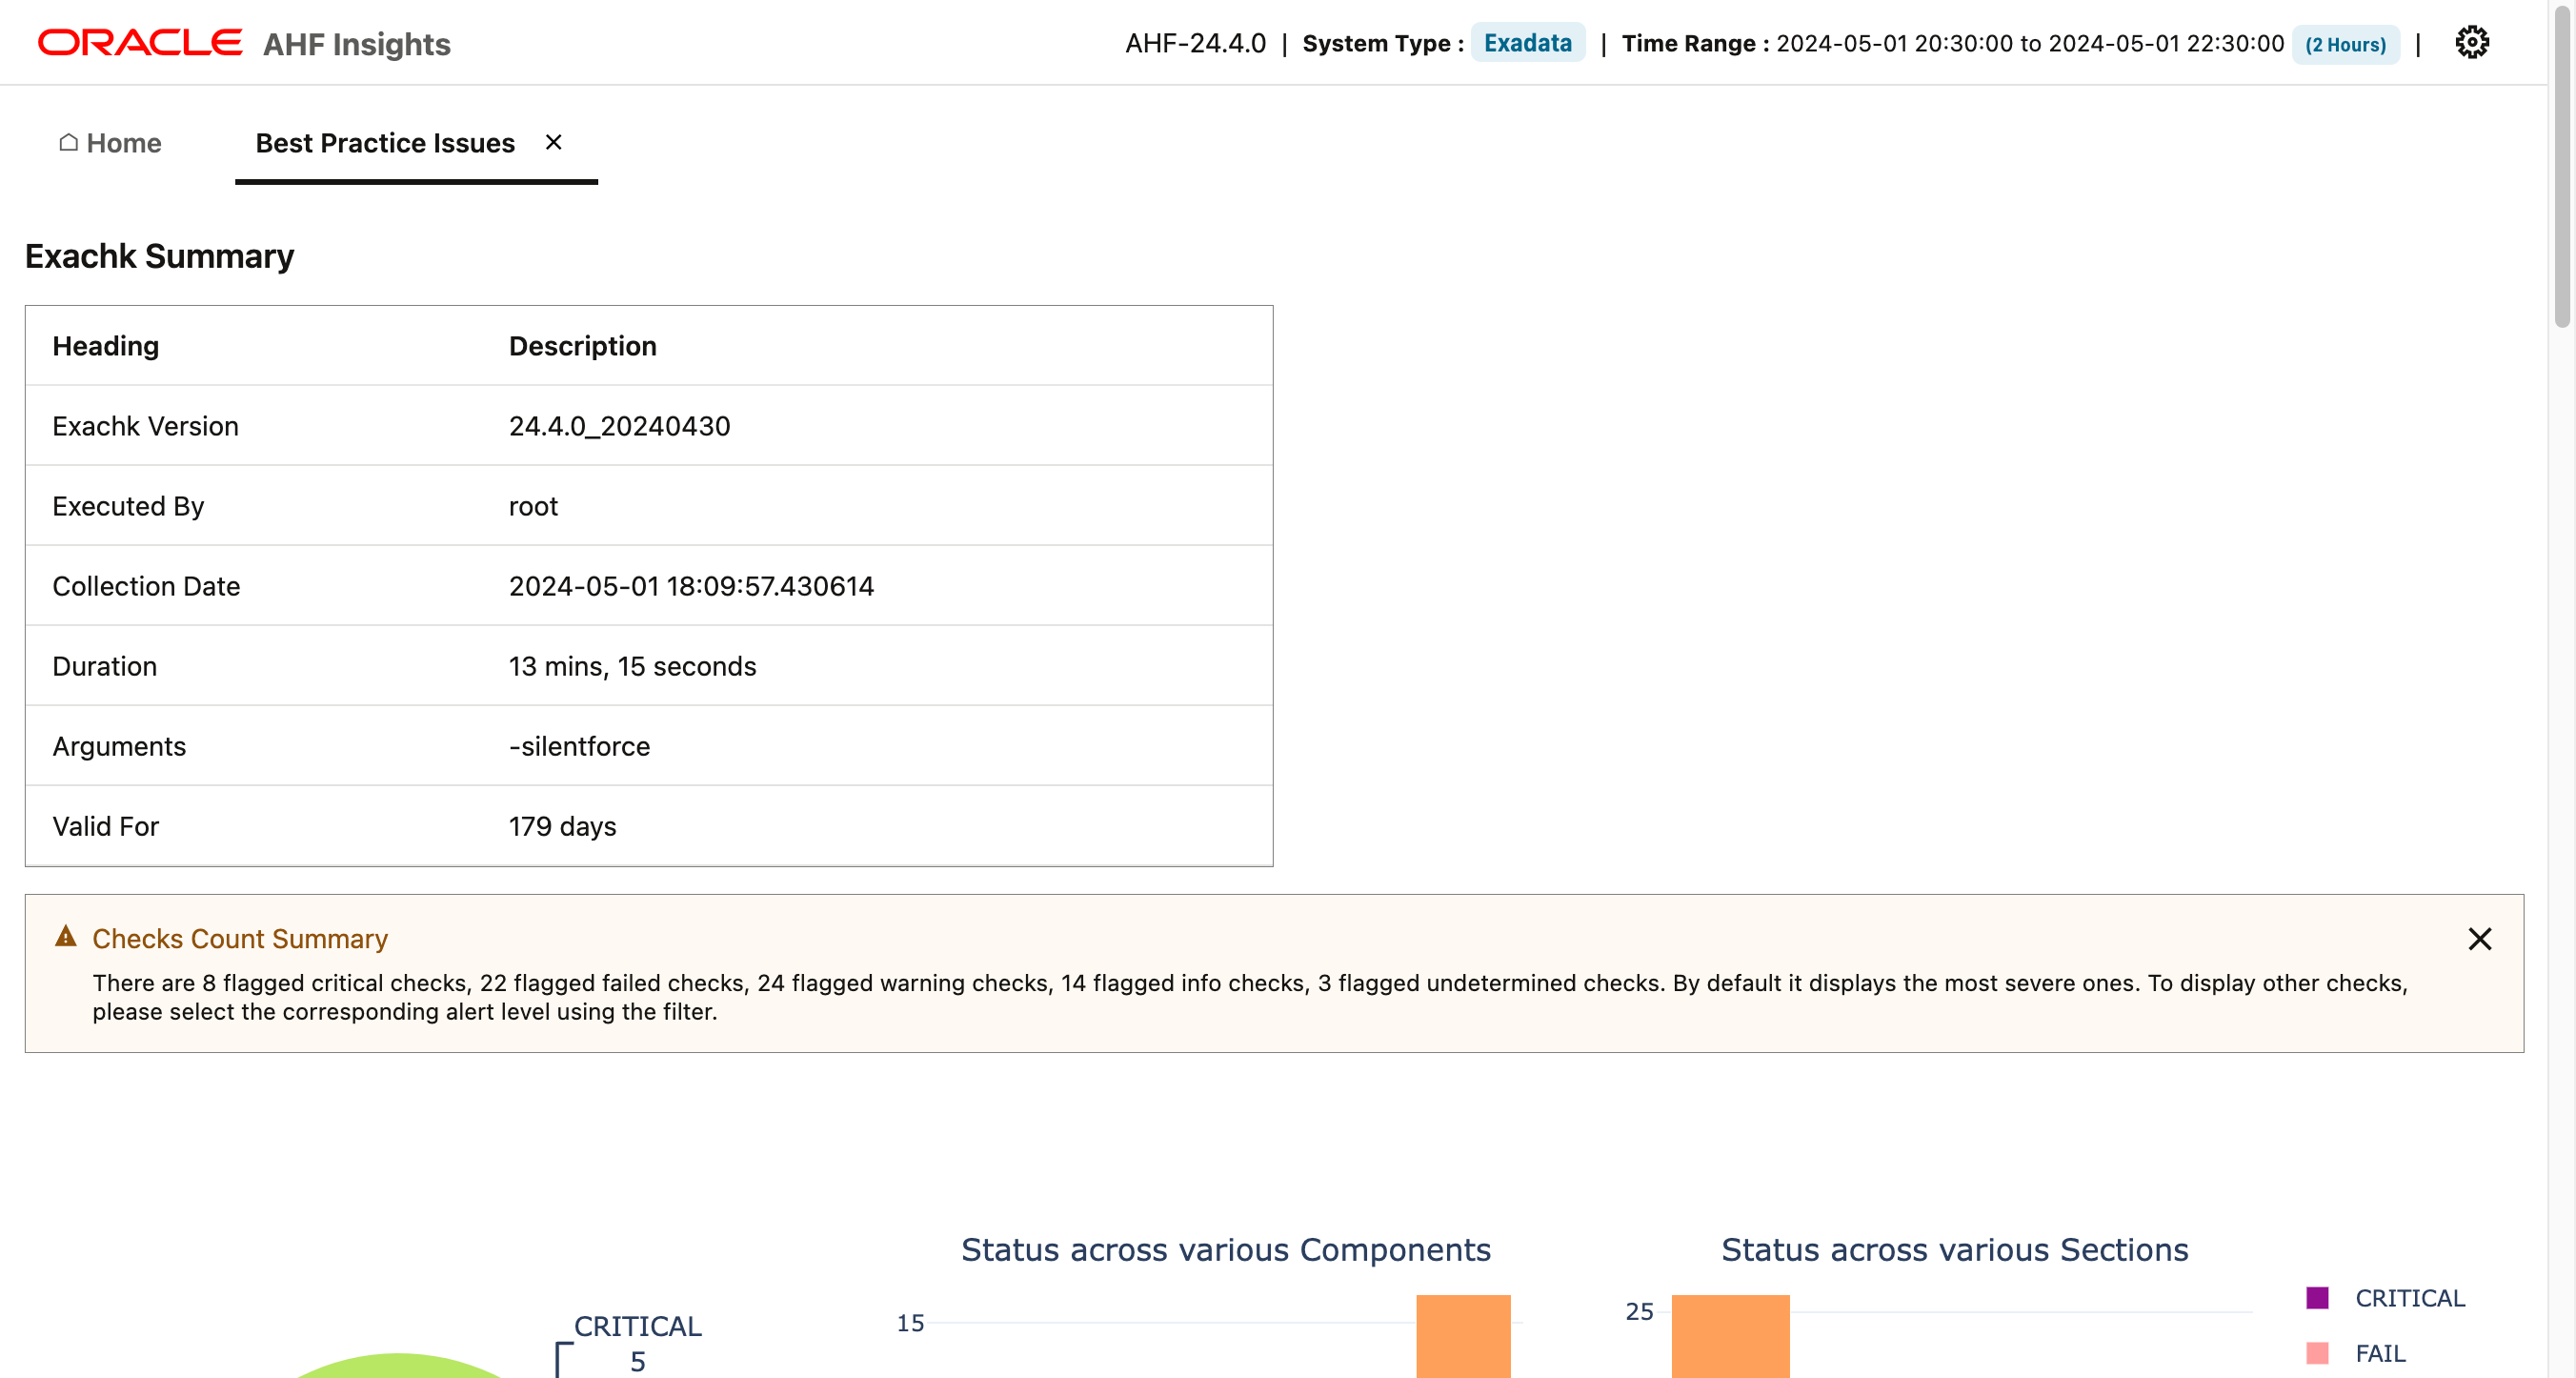 ORACLE AHF Insights
AHF-24.4.0 | System Type : Exadata | Time Range : 2024-05-01 20:30:00 to 2024-05-01 22:30:00 (2 Hours) |
Home Best Practice Issues ×
Exachk Summary
Heading Description
Exachk Version 24.4.0_20240430
Executed By root
Collection Date 2024-05-01 18:09:57.430614
Duration 13 mins, 15 seconds
Arguments -silentforce
Valid For 179 days
Checks Count Summary
There are 8 flagged critical checks, 22 flagged failed checks, 24 flagged warning checks, 14 flagged info checks, 3 flagged undetermined checks. By default it displays the most severe ones. To display other checks,
please select the corresponding alert level using the filter.
Status across various Components
Status across various Sections
CRITICAL
5
15
25
CRITICAL
FAIL